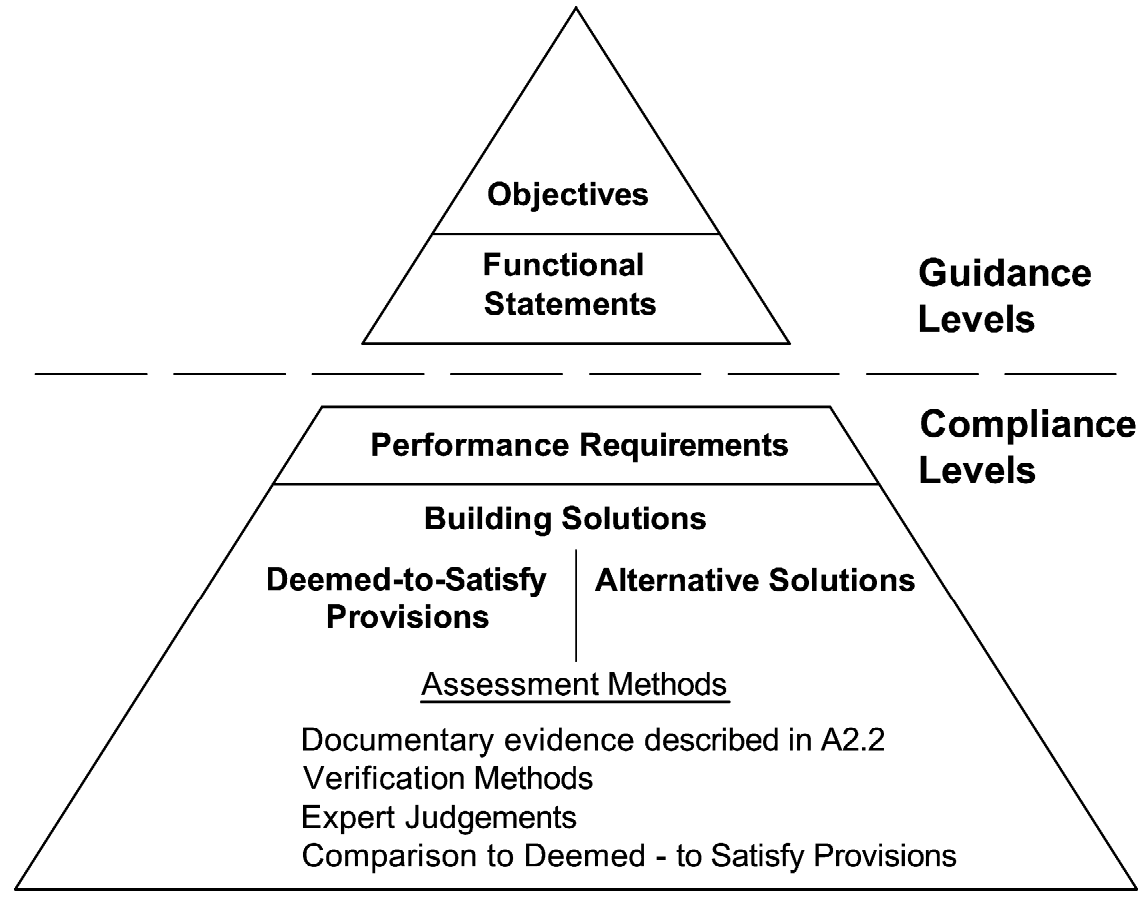 Objectives
Functional
Statements
Guidance
Levels
Compliance
Levels
Performance Requirements
Building Solutions
Deemed-to-Satisfy
Provisions
Alternative Solutions
Assessment Methods
Documentary evidence described in A2.2
Verification Methods
Expert Judgements
Comparison to Deemed - to Satisfy Provisions